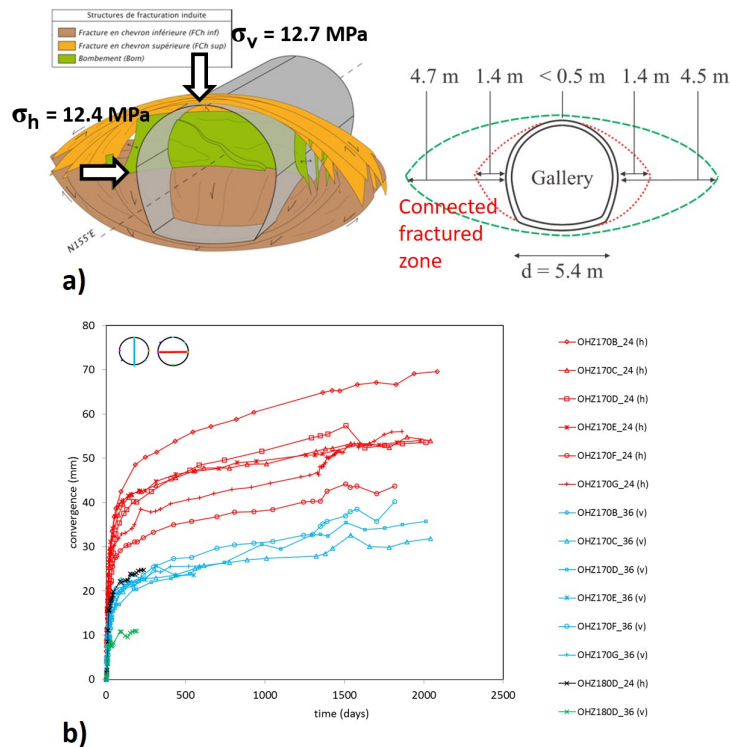 Structures de fracturation induite
Fracture en chevron inférieure (FCh inf)
Fracture en chevron supérieure (FCh sup)
Bombement (Bom)
σv = 12.7 MPa
σh = 12.4 MPa
N155°E
a)
4.7 m 1.4 m < 0.5 m 1.4 m 4.5 m
Gallery
Connected
fractured
zone
d = 5.4 m
80
70
60
50
40
30
20
10
0
convergence (mm)
0 500 1000 1500 2000 2500
time (days)
OHZ170B_24 (h)
OHZ170C_24 (h)
OHZ170D_24 (h)
OHZ170E_24 (h)
OHZ170F_24 (h)
OHZ170G_24 (h)
OHZ170B_36 (v)
OHZ170C_36 (v)
OHZ170D_36 (v)
OHZ170E_36 (v)
OHZ170F_36 (v)
OHZ170G_36 (v)
OHZ180D_24 (h)
OHZ180D_36 (v)
b)